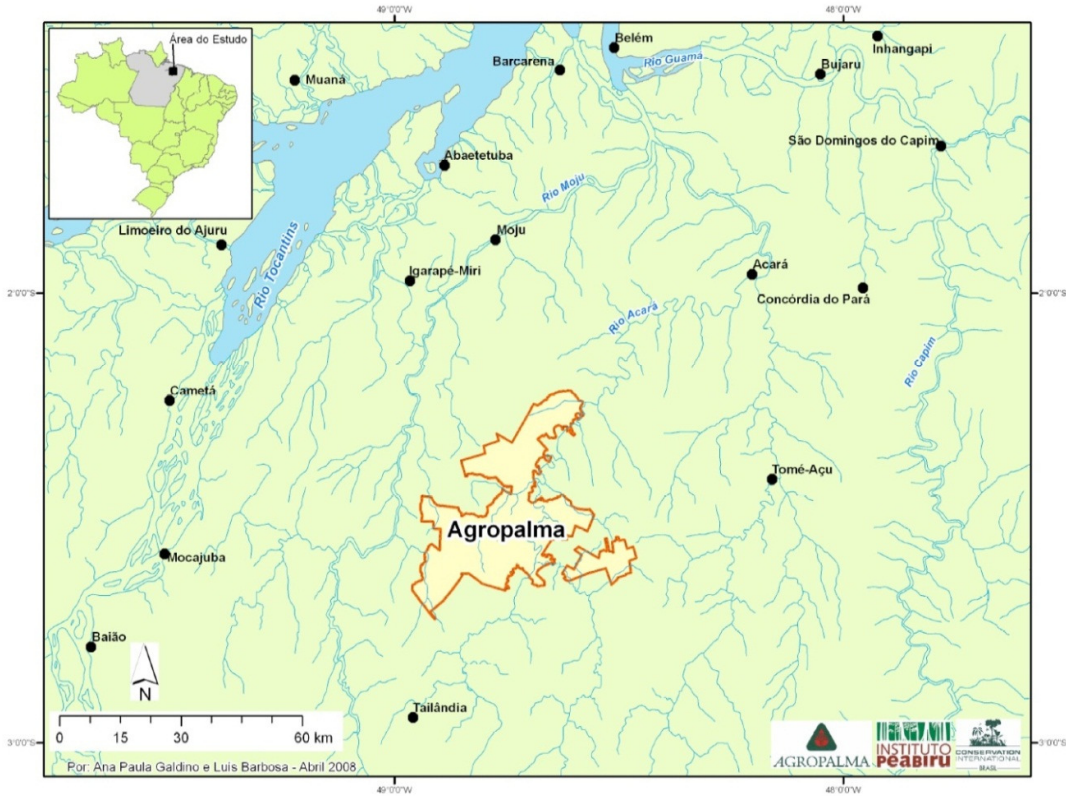 49°0'0"W
48°0'0"W
Área do Estudo
Belém
Inhangapi
Barcarena
Rio Guama
Bujaru
Muaná
São Domingos do Capim
Abaetetuba
Rio Moju
Limoeiro do Ajuru
Moju
Rio Tocantins
Igarapé-Miri
Acará
2°0'0"S
2°0'0"S
Concórdia do Pará
Rio Acará
Rio Capim
Cametá
Tomé-Açu
Agropalma
Mocajuba
Baião
N
Tailândia
0 15 30 60 km
AGROPALMA
INSTITUTO
PEABIRU
CONSERVATION
INTERNATIONAL
BRASIL
3°0'0"S
3°0'0"S
Por: Ana Paula Galdino e Luis Barbosa - Abril 2008
49°0'0"W
48°0'0"W